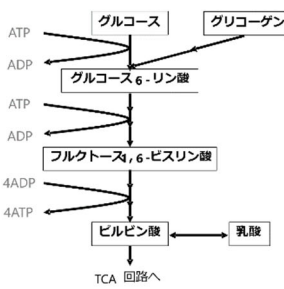 グルコース
グリコーゲン
ATP
ADP
グルコース6-リン酸
ATP
ADP
フルクトース1,6-ビスリン酸
4ADP
4ATP
ピルビン酸
乳酸
TCA 回路へ